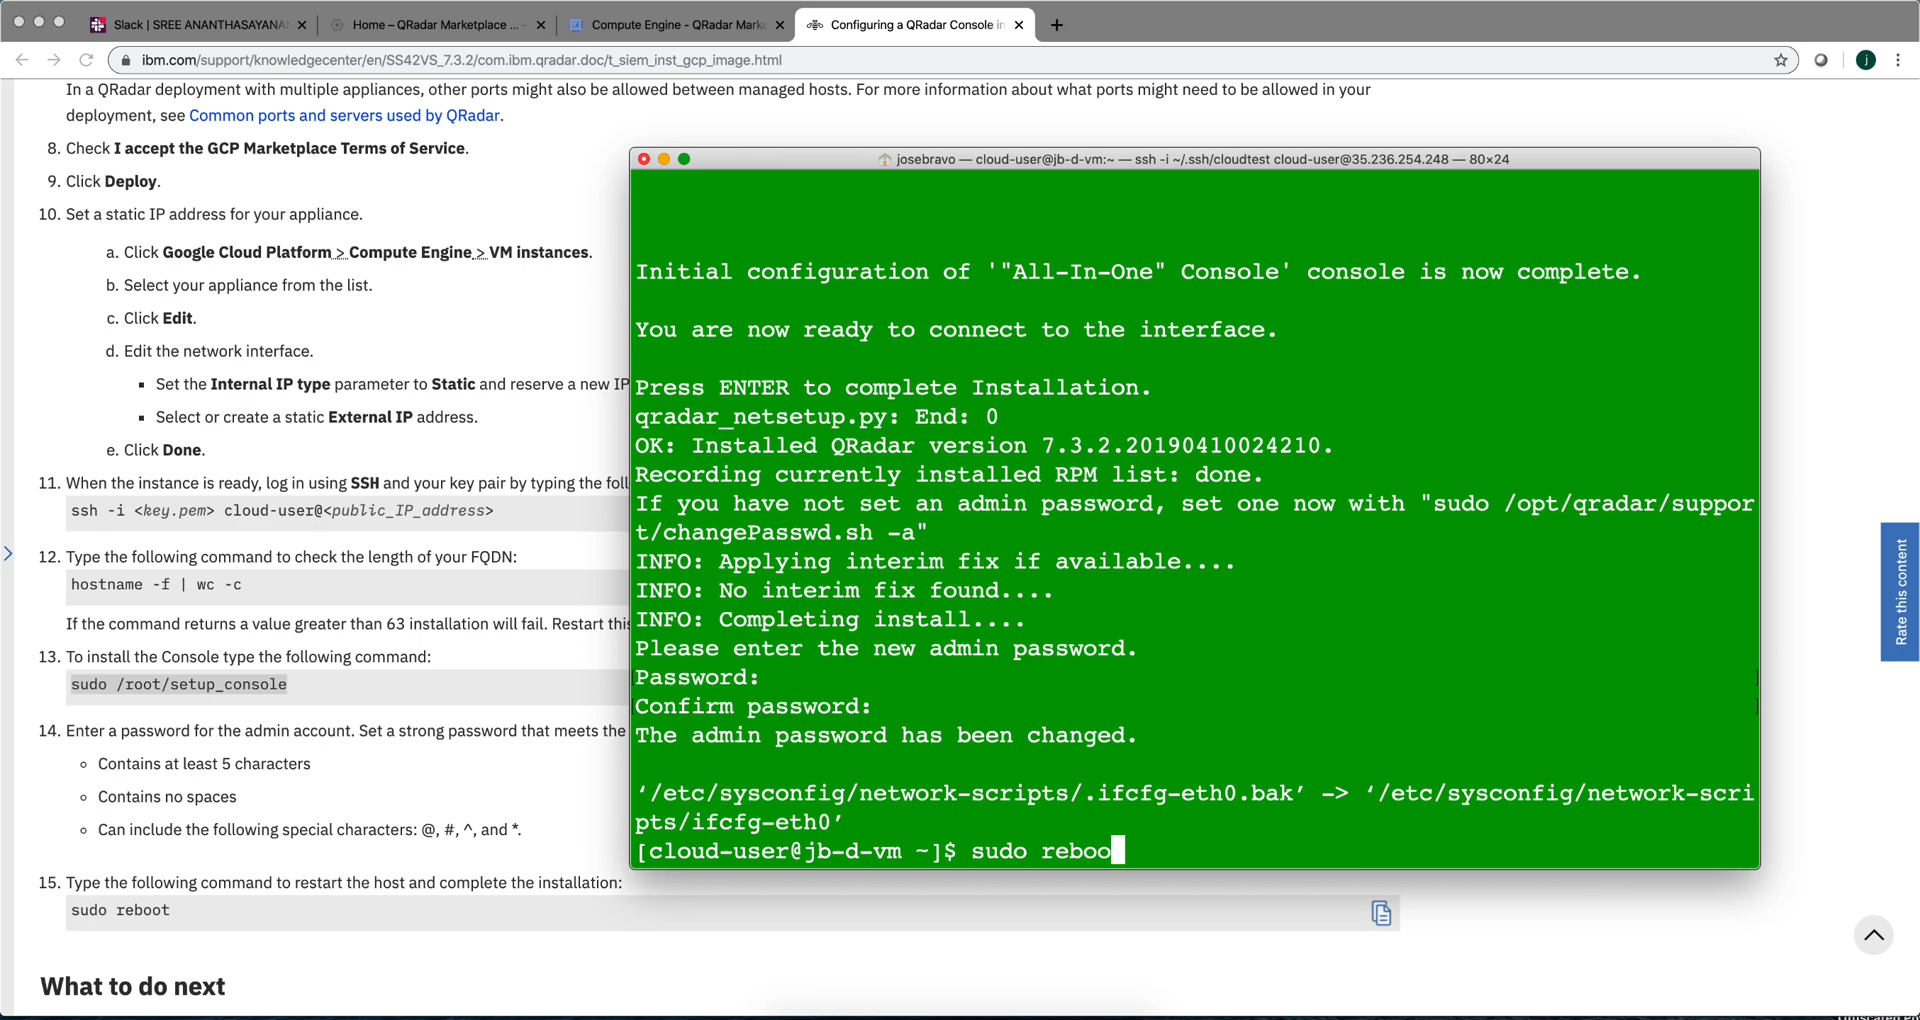 Slack | SREE ANANTHASAYANA
Home – QRadar Marketplace ... –
Compute Engine - QRadar Mark
Configuring a QRadar Console in
ibm.com/support/knowledgecenter/en/SS42VS_7.3.2/com.ibm.qradar.doc/t_siem_inst_gcp_image.html
j
In a QRadar deployment with multiple appliances, other ports might also be allowed between managed hosts. For more information about what ports might need to be allowed in your
deployment, see Common ports and servers used by QRadar.
8. Check I accept the GCP Marketplace Terms of Service.
9. Click Deploy.
10. Set a static IP address for your appliance.
a. Click Google Cloud Platform > Compute Engine > VM instances.
b. Select your appliance from the list.
c. Click Edit.
d. Edit the network interface.
▪ Set the Internal IP type parameter to Static and reserve a new IP
▪ Select or create a static External IP address.
e. Click Done.
11. When the instance is ready, log in using SSH and your key pair by typing the foll
ssh -i <key.pem> cloud-user@<public_IP_address>
12. Type the following command to check the length of your FQDN:
hostname -f | wc -c
If the command returns a value greater than 63 installation will fail. Restart this
13. To install the Console type the following command:
sudo /root/setup_console
14. Enter a password for the admin account. Set a strong password that meets the
◦ Contains at least 5 characters
◦ Contains no spaces
◦ Can include the following special characters: @, #, ^, and *.
15. Type the following command to restart the host and complete the installation:
sudo reboot
What to do next
josebravo — cloud-user@jb-d-vm:~ — ssh -i ~/.ssh/cloudtest cloud-user@35.236.254.248 — 80×24
Initial configuration of '"All-In-One" Console' console is now complete.
You are now ready to connect to the interface.
Press ENTER to complete Installation.
qradar_netsetup.py: End: 0
OK: Installed QRadar version 7.3.2.20190410024210.
Recording currently installed RPM list: done.
If you have not set an admin password, set one now with "sudo /opt/qradar/suppor
t/changePasswd.sh -a"
INFO: Applying interim fix if available....
INFO: No interim fix found....
INFO: Completing install....
Please enter the new admin password.
Password:
Confirm password:
The admin password has been changed.
‘/etc/sysconfig/network-scripts/.ifcfg-eth0.bak’ -> ‘/etc/sysconfig/network-scri
pts/ifcfg-eth0’
[cloud-user@jb-d-vm ~]$ sudo reboo
Rate this content